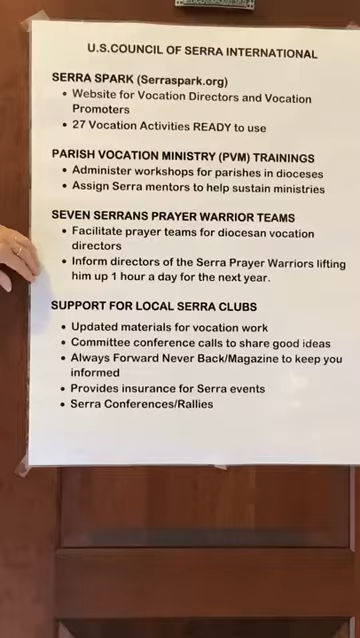 U.S.COUNCIL OF SERRA INTERNATIONAL
SERRA SPARK (Serraspark.org)
• Website for Vocation Directors and Vocation
Promoters
• 27 Vocation Activities READY to use
PARISH VOCATION MINISTRY (PVM) TRAININGS
• Administer workshops for parishes in dioceses
• Assign Serra mentors to help sustain ministries
SEVEN SERRANS PRAYER WARRIOR TEAMS
• Facilitate prayer teams for diocesan vocation
directors
• Inform directors of the Serra Prayer Warriors lifting
him up 1 hour a day for the next year.
SUPPORT FOR LOCAL SERRA CLUBS
• Updated materials for vocation work
• Committee conference calls to share good ideas
• Always Forward Never Back/Magazine to keep you
informed
• Provides insurance for Serra events
• Serra Conferences/Rallies